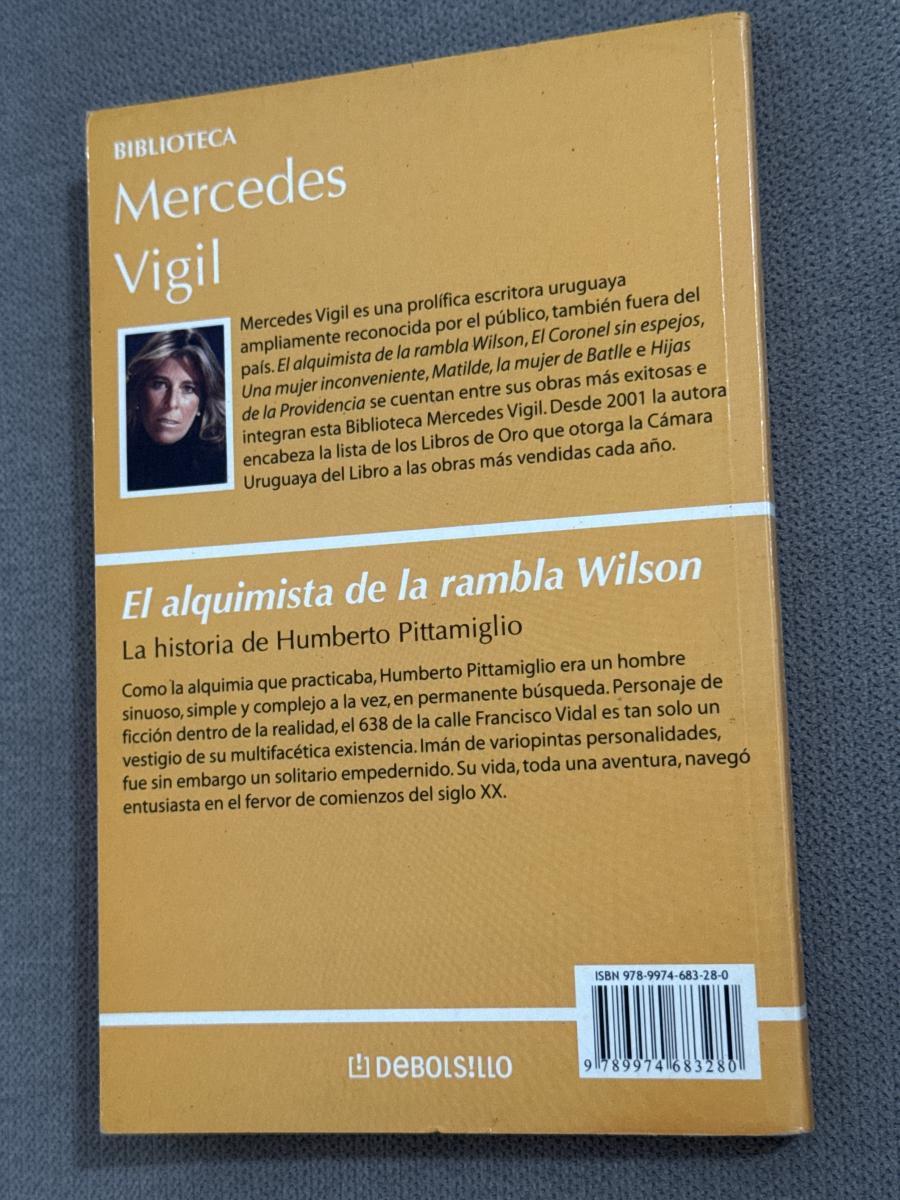 BIBLIOTECA
Mercedes
Vigil
Mercedes Vigil es una prolífica escritora uruguaya
ampliamente reconocida por el público, también fuera del
país. El alquimista de la rambla Wilson, El Coronel sin espejos,
Una mujer inconveniente, Matilde, la mujer de Batlle e Hijas
de la Providencia se cuentan entre sus obras más exitosas e
integran esta Biblioteca Mercedes Vigil. Desde 2001 la autora
encabeza la lista de los Libros de Oro que otorga la Cámara
Uruguaya del Libro a las obras más vendidas cada año.
El alquimista de la rambla Wilson
La historia de Humberto Pittamiglio
Como la alquimia que practicaba, Humberto Pittamiglio era un hombre
sinuoso, simple y complejo a la vez, en permanente búsqueda. Personaje de
ficción dentro de la realidad, el 638 de la calle Francisco Vidal es tan solo un
vestigio de su multifacética existencia. Imán de variopintas personalidades,
fue sin embargo un solitario empedernido. Su vida, toda una aventura, navegó
entusiasta en el fervor de comienzos del siglo XX.
ISBN 978-9974-683-28-0
9 789974 683280
DEBOLS!LLO